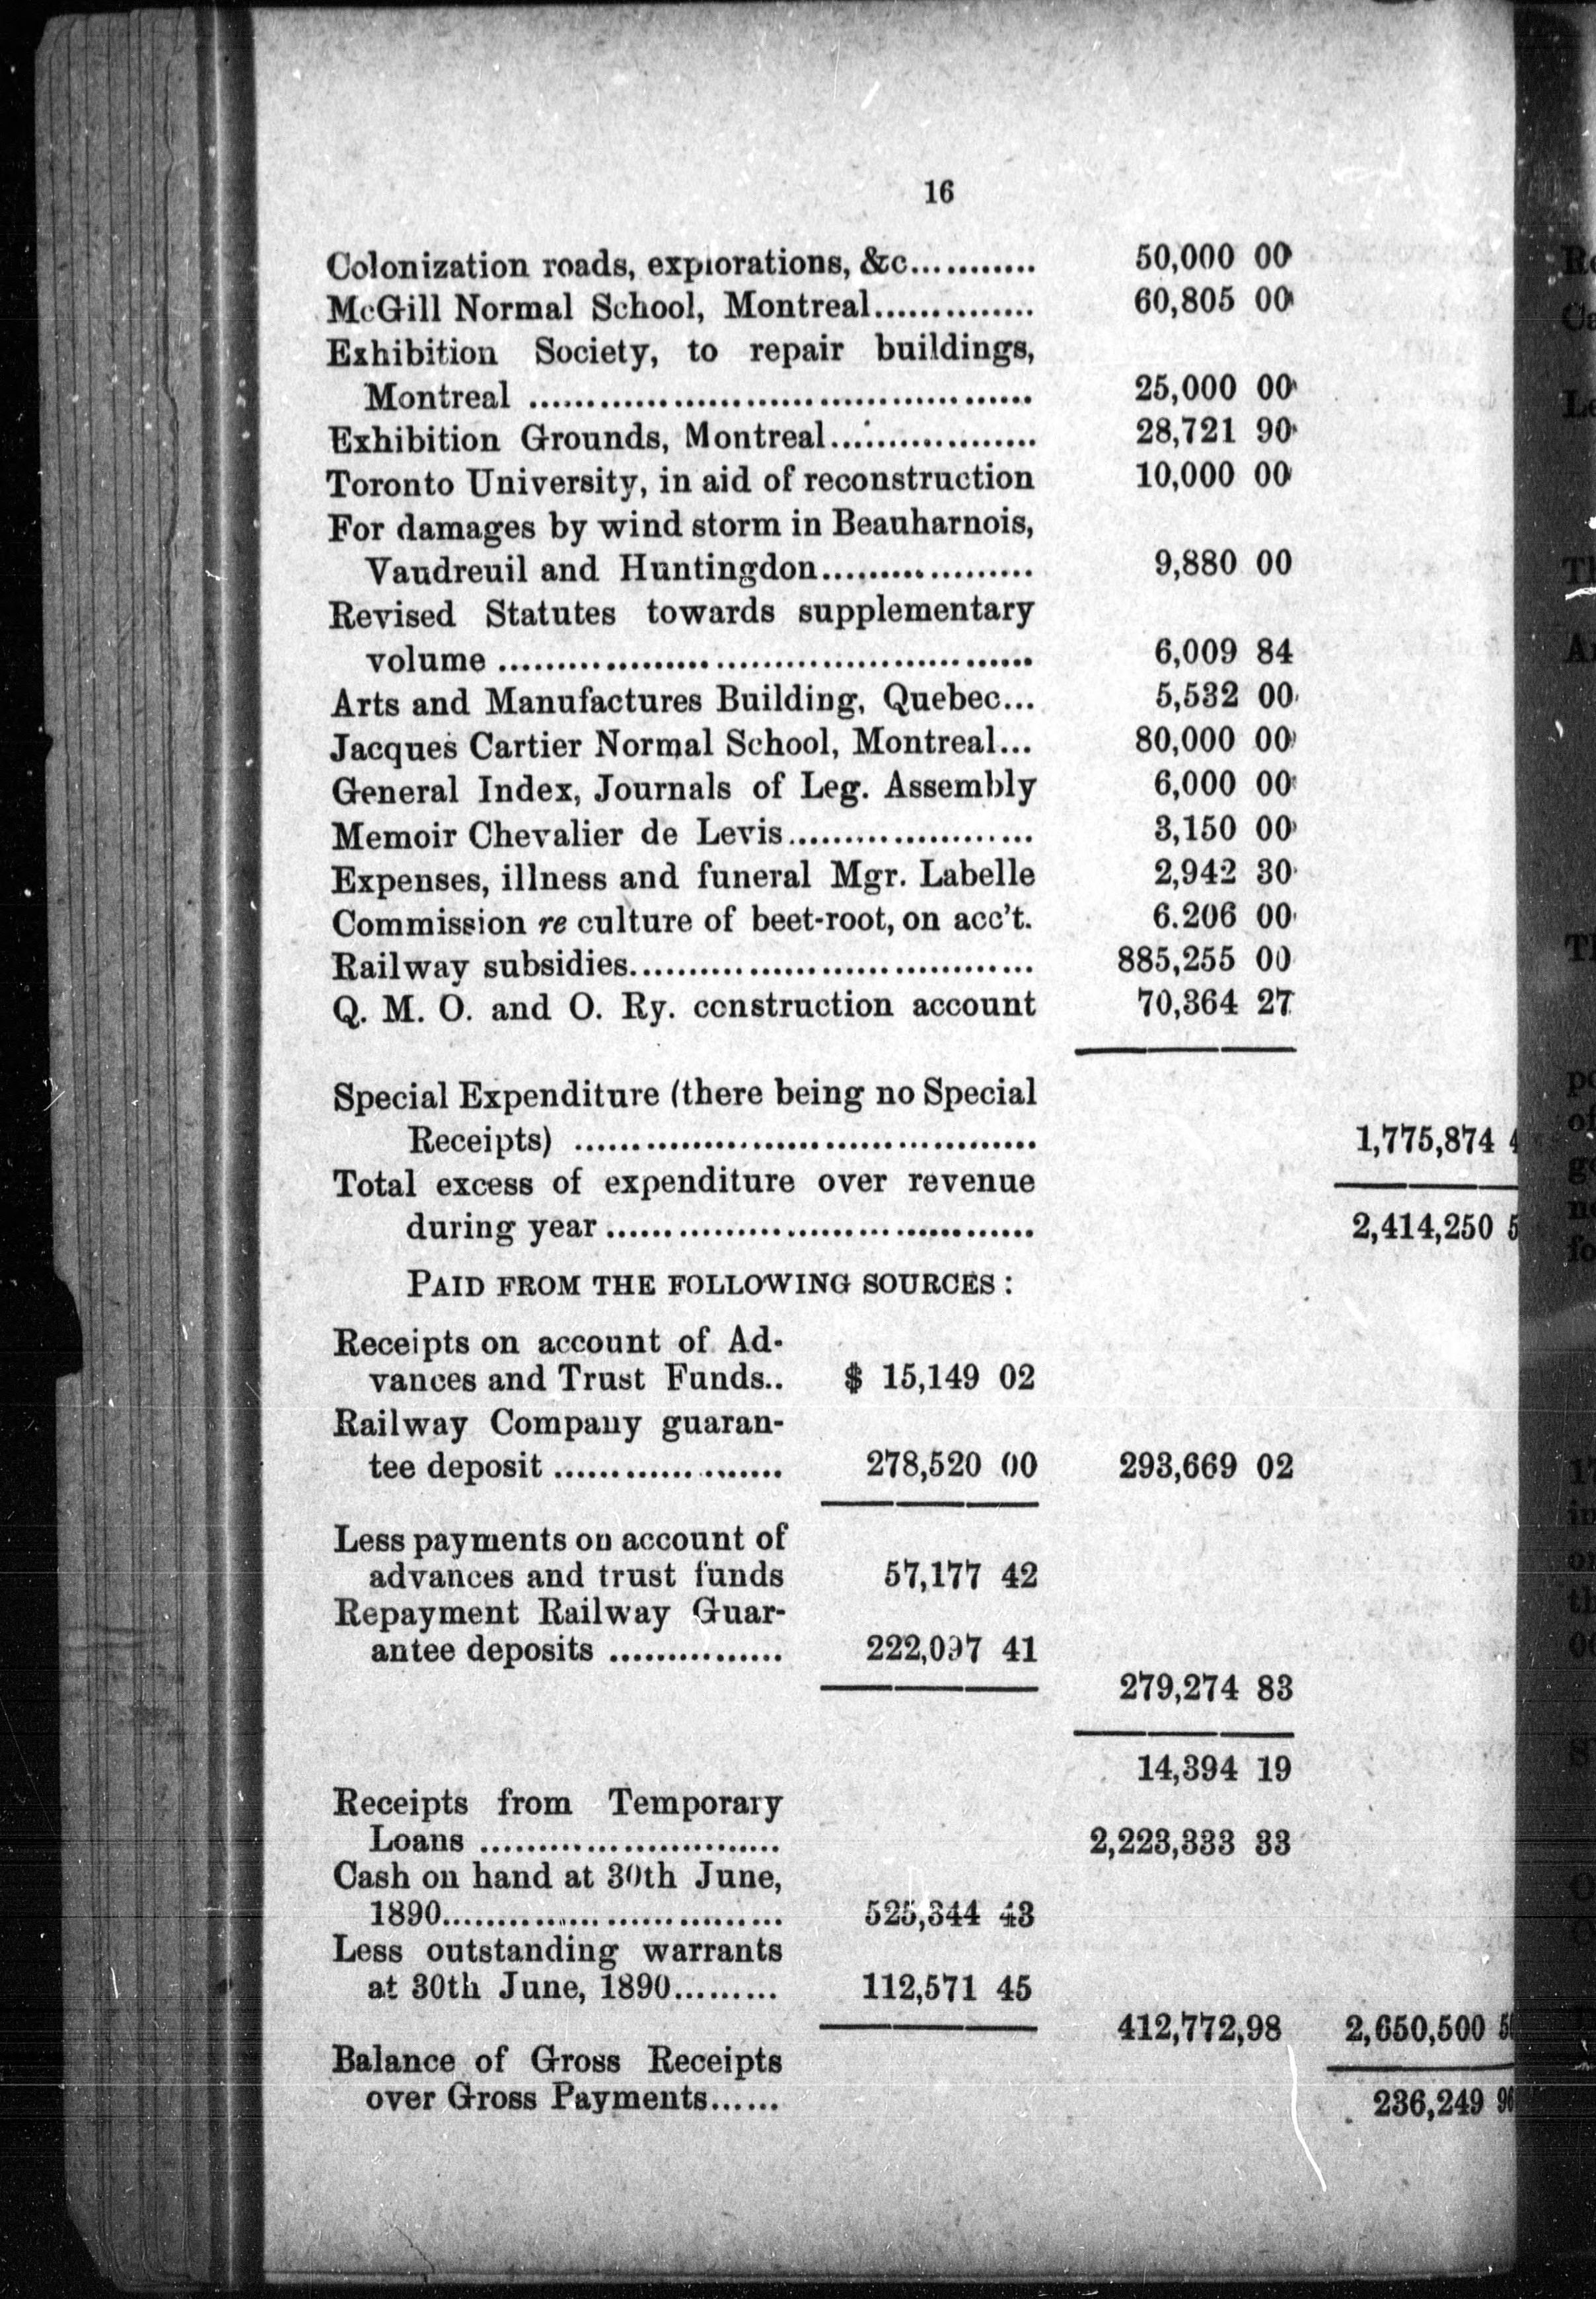 16
Colonization roads, explorations, &c........... 50,000 00
McGill Normal School, Montreal.............. 60,805 00
Exhibition Society, to repair buildings,
Montreal ............................................ 25,000 00
Exhibition Grounds, Montreal.................. 28,721 90
Toronto University, in aid of reconstruction 10,000 00
For damages by wind storm in Beauharnois,
Vaudreuil and Huntingdon.................. 9,880 00
Revised Statutes towards supplementary
volume .............................................. 6,009 84
Arts and Manufactures Building, Quebec... 5,532 00
Jacques Cartier Normal School, Montreal... 80,000 00
General Index, Journals of Leg. Assembly 6,000 00
Memoir Chevalier de Levis..................... 3,150 00
Expenses, illness and funeral Mgr. Labelle 2,942 30
Commission re culture of beet-root, on acc't. 6.206 00
Railway subsidies................................... 885,255 00
Q. M. O. and O. Ry. construction account 70,364 27
Special Expenditure (there being no Special
Receipts) ........................................ 1,775,874
Total excess of expenditure over revenue
during year..................................... 2,414,250
PAID FROM THE FOLLOWING SOURCES :
Receipts on account of Ad-
vances and Trust Funds.. $ 15,149 02
Railway Company guaran-
tee deposit .................... 278,520 00 293,669 02
Less payments on account of
advances and trust funds 57,177 42
Repayment Railway Guar-
antee deposits ............... 222,097 41
279,274 83
14,394 19
Receipts from Temporary
Loans .......................... 2,223,333 33
Cash on hand at 30th June,
1890.............................. 525,344 43
Less outstanding warrants
at 30th June, 1890......... 112,571 45
412,772,98 2,650,500
Balance of Gross Receipts
over Gross Payments...... 236,249